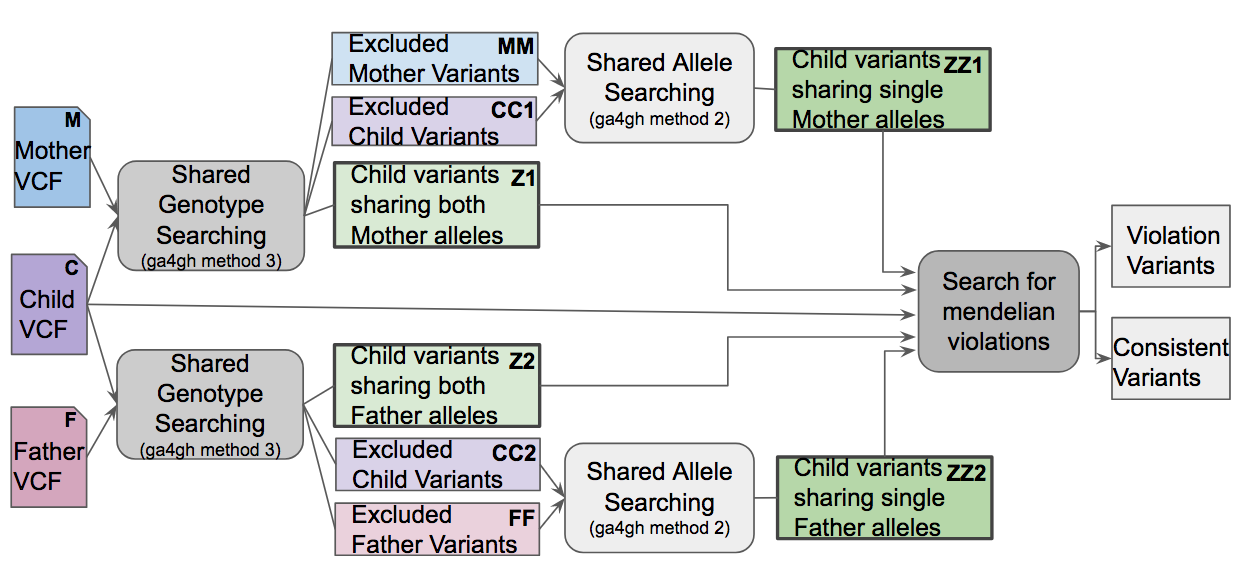 M
Mother
VCF
C
Child
VCF
F
Father
VCF
Shared
Genotype
Searching
(ga4gh method 3)
Shared
Genotype
Searching
(ga4gh method 3)
Excluded MM
Mother Variants
Excluded CC1
Child Variants
Child variants Z1
sharing both
Mother alleles
Child variants Z2
sharing both
Father alleles
Excluded CC2
Child Variants
Excluded FF
Father Variants
Shared Allele
Searching
(ga4gh method 2)
Shared Allele
Searching
(ga4gh method 2)
Child variants ZZ1
sharing single
Mother alleles
Child variants ZZ2
sharing single
Father alleles
Search for
mendelian
violations
Violation
Variants
Consistent
Variants